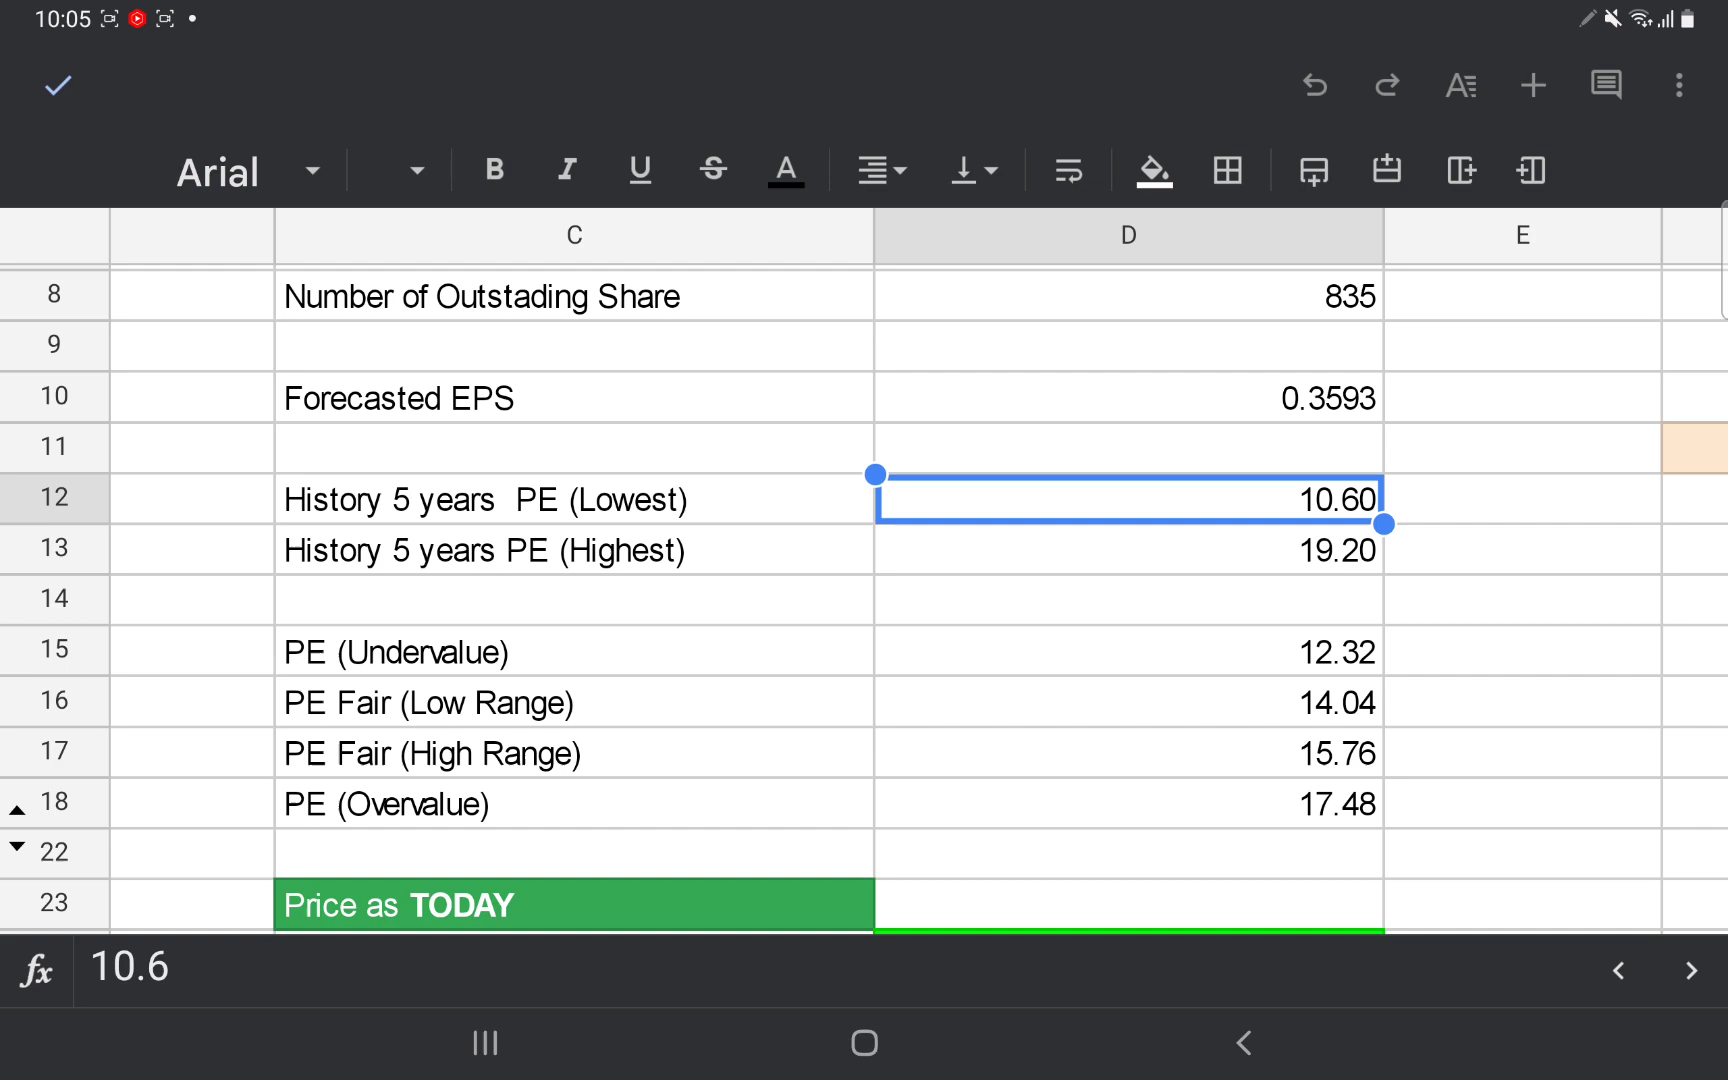 10:05
Arial
B I U S A
C D E
8 Number of Outstading Share 835
9
10 Forecasted EPS 0.3593
11
12 History 5 years  PE (Lowest) 10.60
13 History 5 years PE (Highest) 19.20
14
15 PE (Undervalue) 12.32
16 PE Fair (Low Range) 14.04
17 PE Fair (High Range) 15.76
18 PE (Overvalue) 17.48
22
23 Price as TODAY
fx 10.6